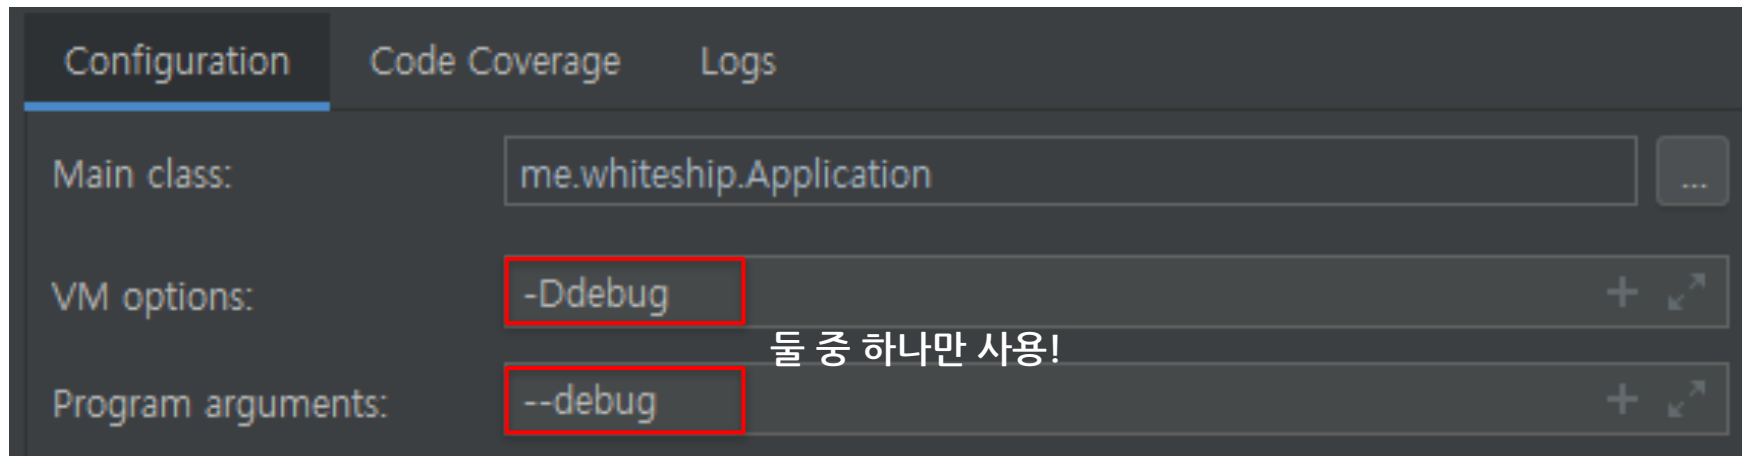 Configuration Code Coverage Logs
Main class: me.whiteship.Application ...
VM options: -Ddebug
둘 중 하나만 사용!
Program arguments: --debug